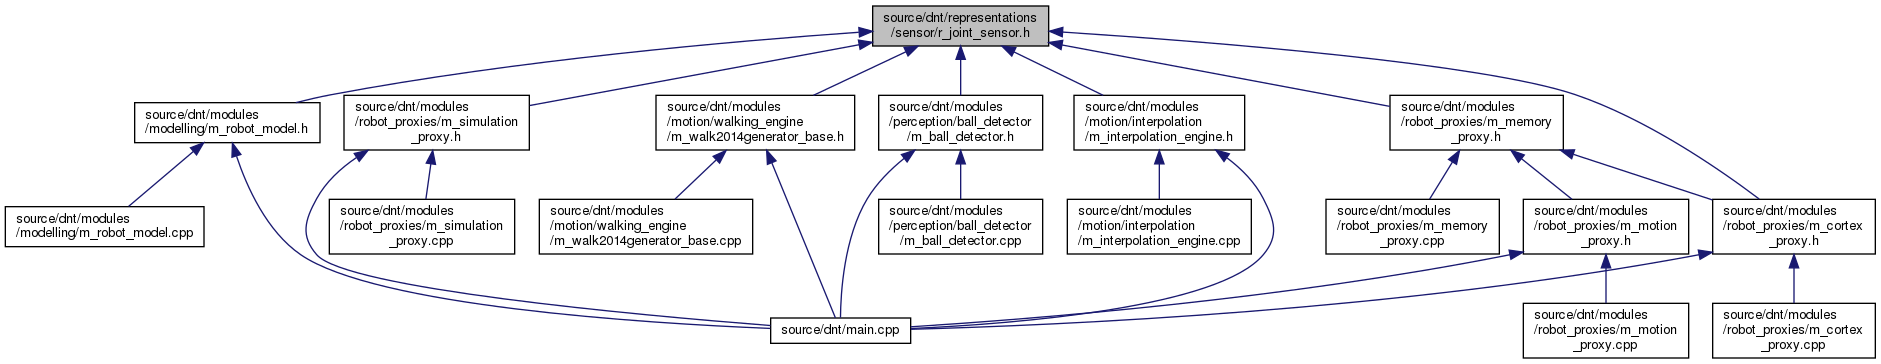 source/dnt/representations
/sensor/r_joint_sensor.h
source/dnt/modules
/modelling/m_robot_model.h
source/dnt/modules
/robot_proxies/m_simulation
_proxy.h
source/dnt/modules
/motion/walking_engine
/m_walk2014generator_base.h
source/dnt/modules
/perception/ball_detector
/m_ball_detector.h
source/dnt/modules
/motion/interpolation
/m_interpolation_engine.h
source/dnt/modules
/robot_proxies/m_memory
_proxy.h
source/dnt/modules
/modelling/m_robot_model.cpp
source/dnt/modules
/robot_proxies/m_simulation
_proxy.cpp
source/dnt/modules
/motion/walking_engine
/m_walk2014generator_base.cpp
source/dnt/modules
/perception/ball_detector
/m_ball_detector.cpp
source/dnt/modules
/motion/interpolation
/m_interpolation_engine.cpp
source/dnt/modules
/robot_proxies/m_memory
_proxy.cpp
source/dnt/modules
/robot_proxies/m_motion
_proxy.h
source/dnt/modules
/robot_proxies/m_cortex
_proxy.h
source/dnt/main.cpp
source/dnt/modules
/robot_proxies/m_motion
_proxy.cpp
source/dnt/modules
/robot_proxies/m_cortex
_proxy.cpp